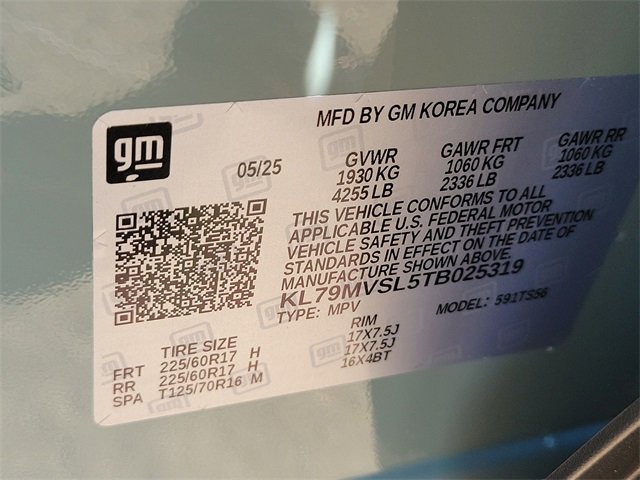 MFD BY GM KOREA COMPANY
gm
05/25
GVWR GAWR FRT GAWR RR
1930 KG 1060 KG 1060 KG
4255 LB 2336 LB 2336 LB
THIS VEHICLE CONFORMS TO ALL
APPLICABLE U.S. FEDERAL MOTOR
VEHICLE SAFETY AND THEFT PREVENTION
STANDARDS IN EFFECT ON THE DATE OF
MANUFACTURE SHOWN ABOVE.
KL79MVSL5TB025319
TYPE: MPV MODEL: 591TS56
TIRE SIZE RIM
FRT 225/60R17 H 17X7.5J
RR 225/60R17 H 17X7.5J
SPA T125/70R16 M 16X4BT